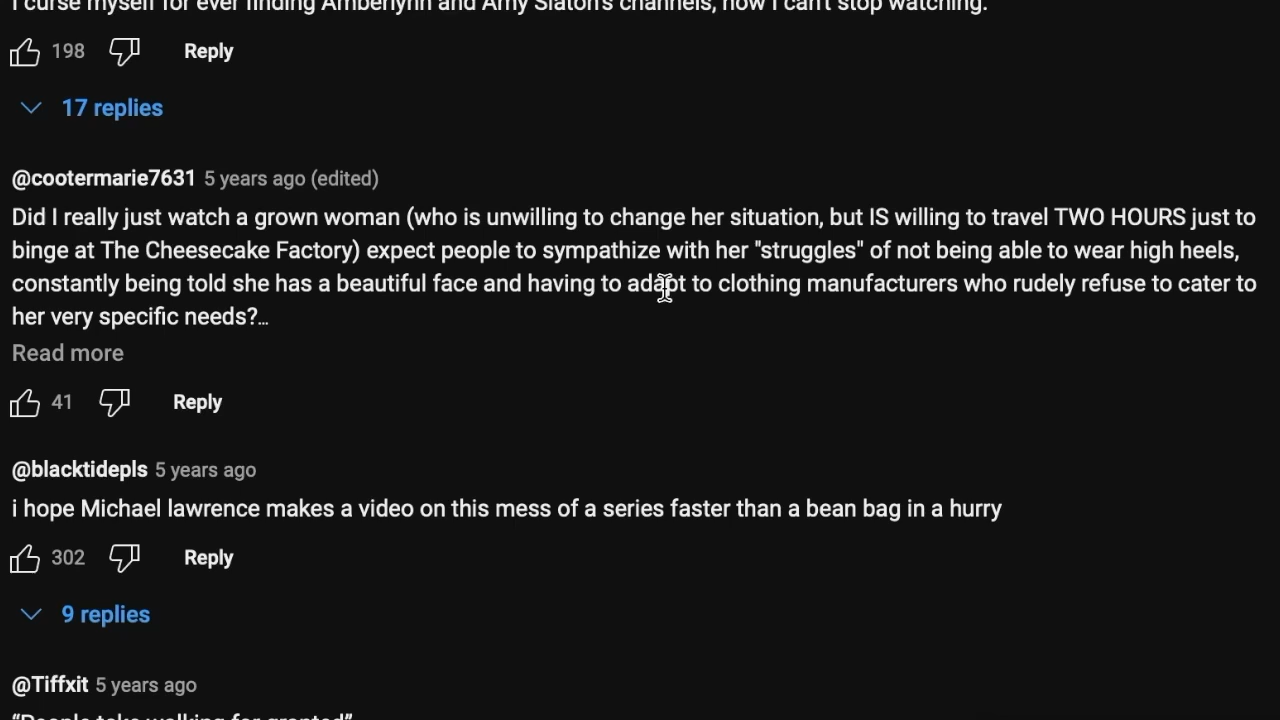 I curse myself for ever finding Amberlynn and Amy Slaton's channels, now I can't stop watching.
198 Reply
17 replies
@cootermarie7631 5 years ago (edited)
Did I really just watch a grown woman (who is unwilling to change her situation, but IS willing to travel TWO HOURS just to
binge at The Cheesecake Factory) expect people to sympathize with her "struggles" of not being able to wear high heels,
constantly being told she has a beautiful face and having to adapt to clothing manufacturers who rudely refuse to cater to
her very specific needs?...
Read more
41 Reply
@blacktidepls 5 years ago
i hope Michael lawrence makes a video on this mess of a series faster than a bean bag in a hurry
302 Reply
9 replies
@Tiffxit 5 years ago
“People take walking for granted”